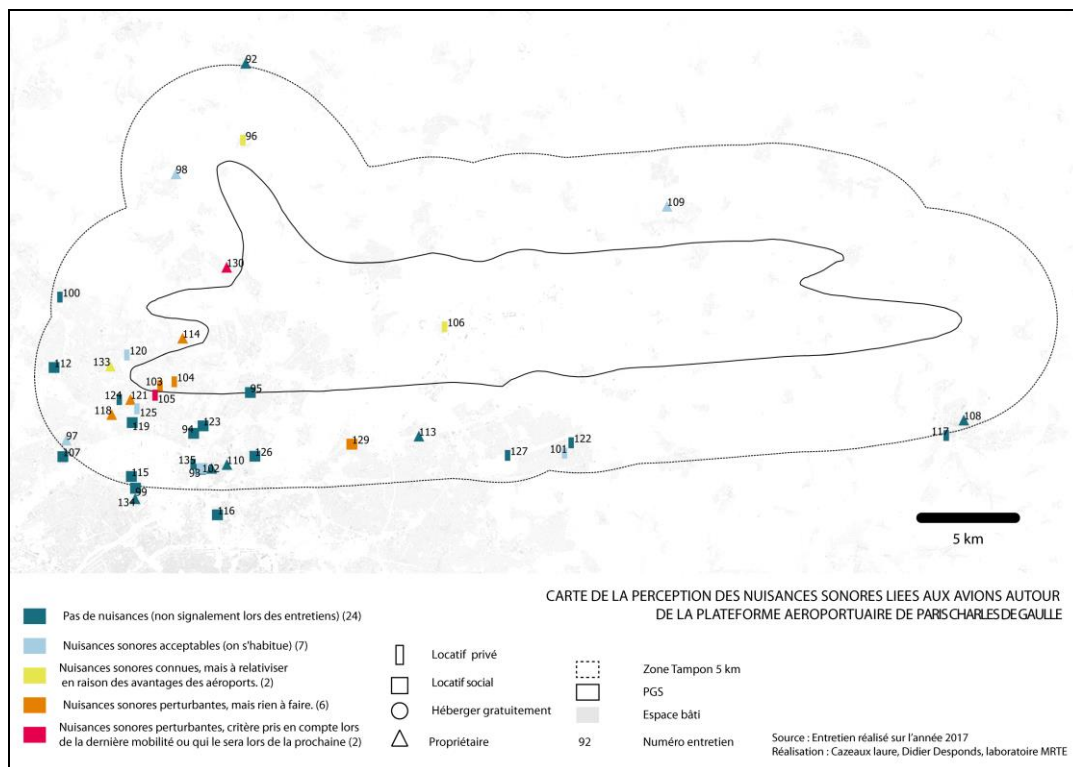 92
96
98
109
130
100
106
114
120
112
133
103
104
95
124
121
105
118
125
119
123
94
108
117
97
113
129
122
107
101
127
135
110
126
93
102
115
99
134
116
5 km
CARTE DE LA PERCEPTION DES NUISANCES SONORES LIEES AUX AVIONS AUTOUR
DE LA PLATEFORME AEROPORTUAIRE DE PARIS CHARLES DE GAULLE
Pas de nuisances (non signalement lors des entretiens) (24)
Nuisances sonores acceptables (on s'habitue) (7)
Nuisances sonores connues, mais à relativiser
en raison des avantages des aéroports. (2)
Nuisances sonores perturbantes, mais rien à faire. (6)
Nuisances sonores perturbantes, critère pris en compte lors
de la dernière mobilité ou qui le sera lors de la prochaine (2)
Locatif privé
Locatif social
Héberger gratuitement
Propriétaire
Zone Tampon 5 km
PGS
Espace bâti
92 Numéro entretien
Source : Entretien réalisé sur l'année 2017
Réalisation : Cazeaux laure, Didier Desponds, laboratoire MRTE